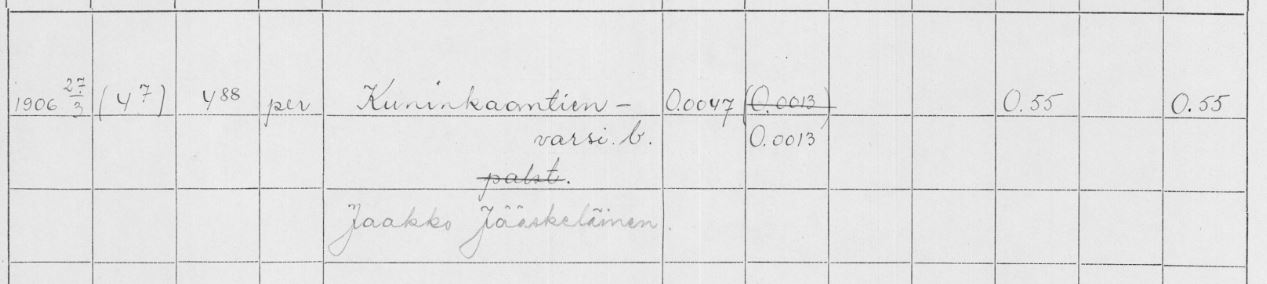 1906 27/3 (4⁷) 4⁸⁸ per Kuninkaantien- 0.0047 (0.0013) 0.55 0.55
varsi. b. 0.0013
palst.
Jaakko Jääskeläinen.